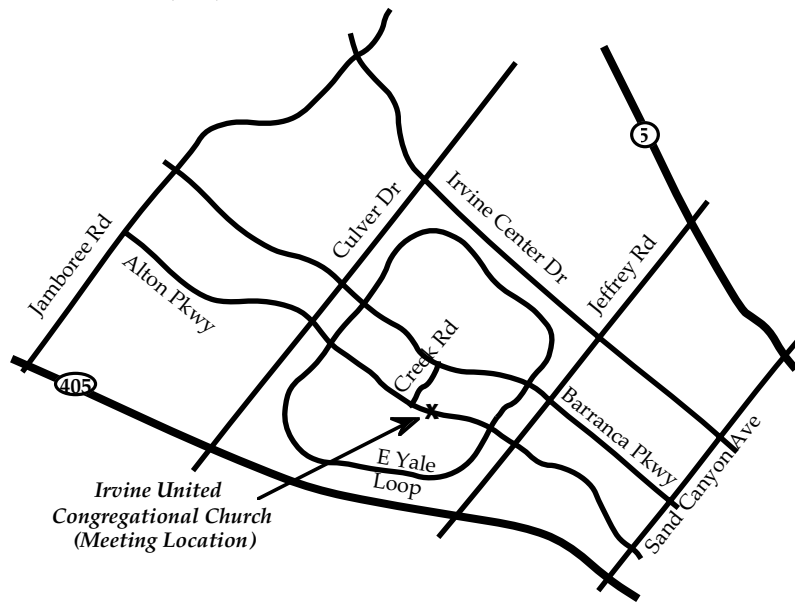 5
Irvine Center Dr
Culver Dr
Jeffrey Rd
Jamboree Rd
Alton Pkwy
Creek Rd
405
Barranca Pkwy
X
Sand Canyon Ave
E Yale
Loop
Irvine United
Congregational Church
(Meeting Location)